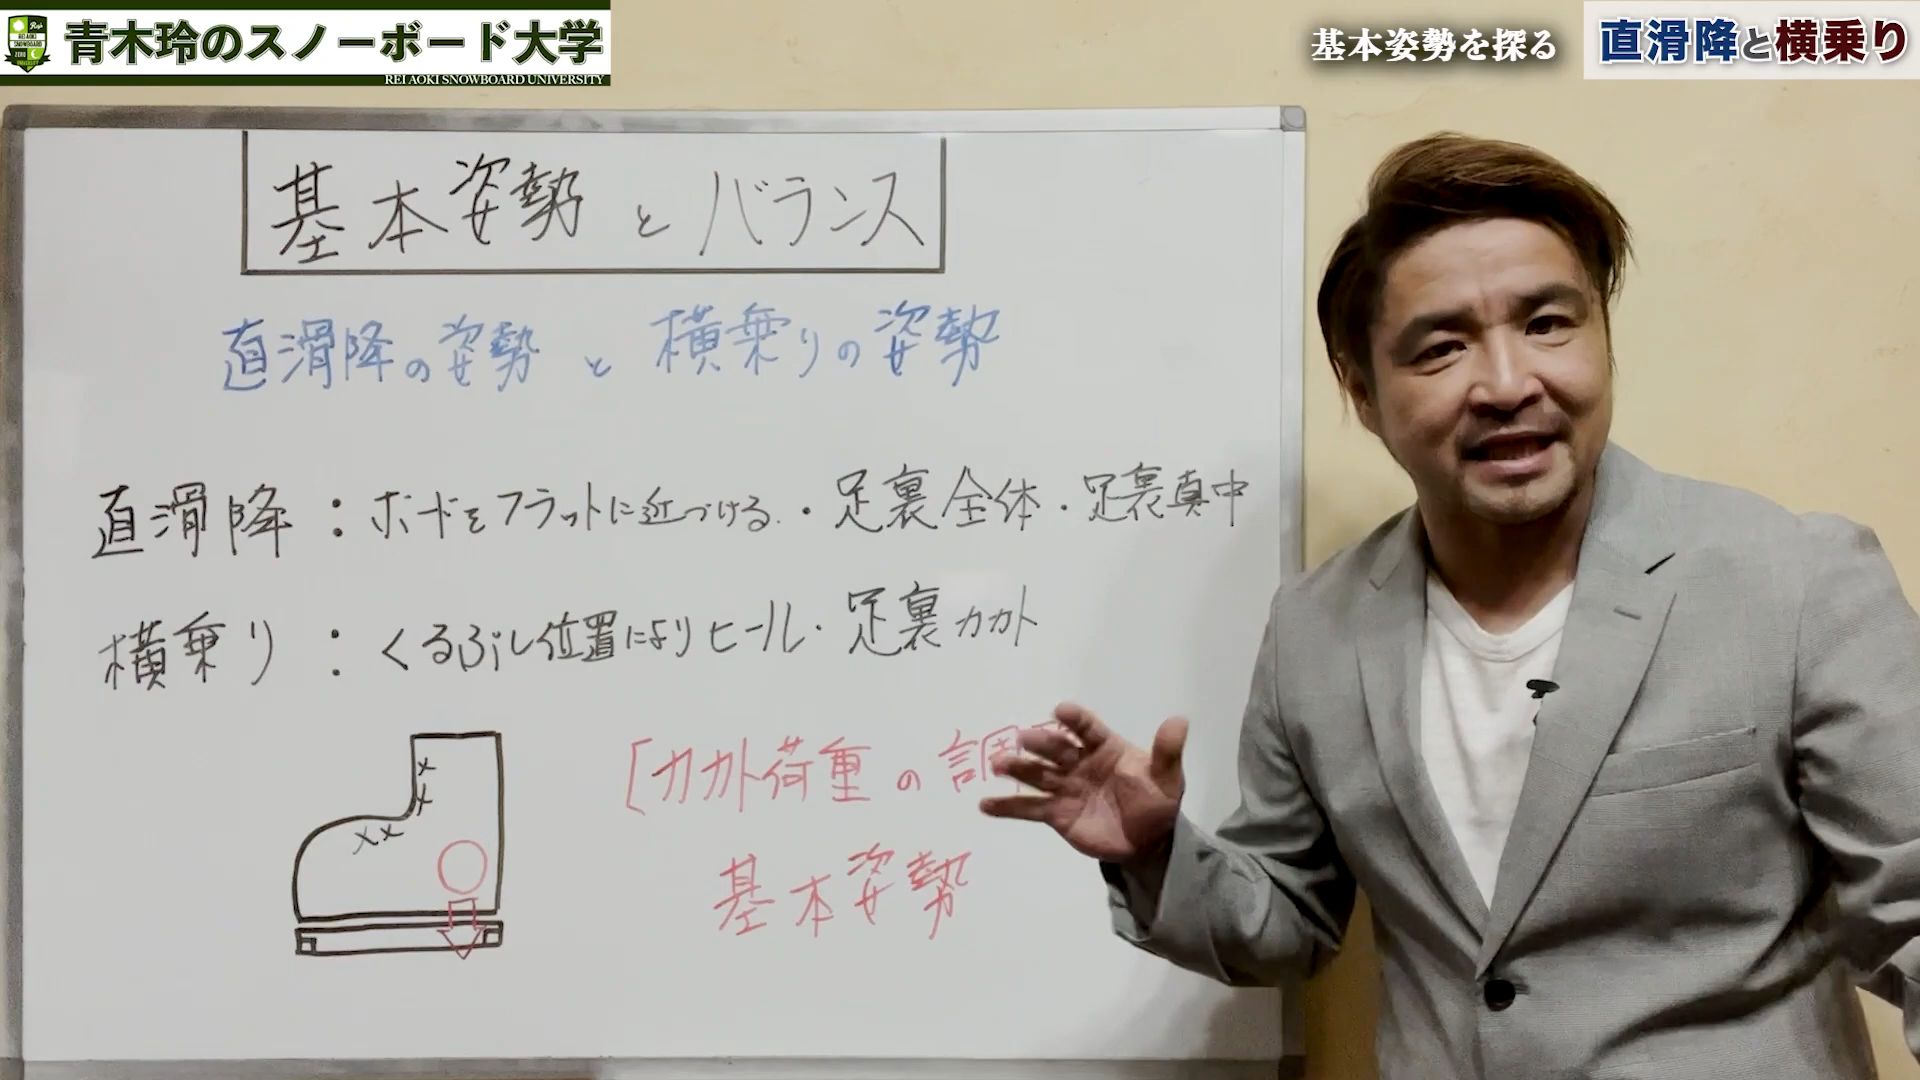 青木玲のスノーボード大学
REI AOKI SNOWBOARD UNIVERSITY
基本姿勢を探る
直滑降と横乗り
基本姿勢とバランス
直滑降の姿勢と横乗りの姿勢
直滑降:ボードをフラットに近づける.・足裏全体・足裏真中
横乗り:くるぶし位置によりヒール・足裏カカト
[カカト荷重の調
基本姿勢